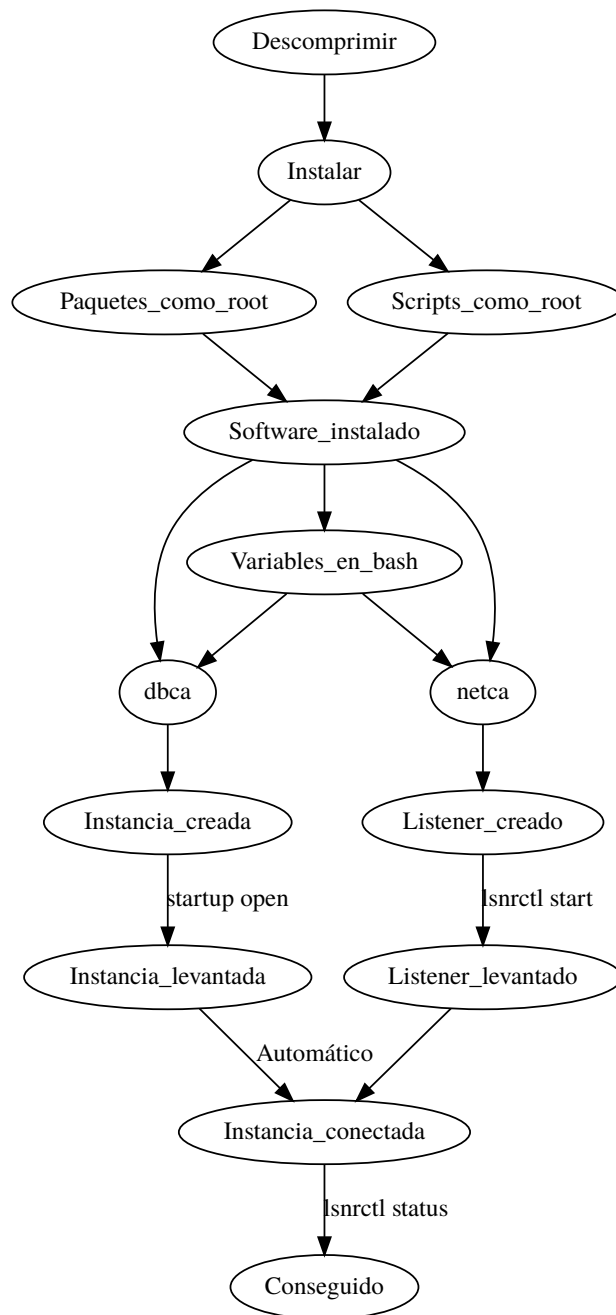 Descomprimir
Instalar
Paquetes_como_root
Scripts_como_root
Software_instalado
Variables_en_bash
dbca
netca
Instancia_creada
Listener_creado
startup open
lsnrctl start
Instancia_levantada
Listener_levantado
Automático
Instancia_conectada
lsnrctl status
Conseguido